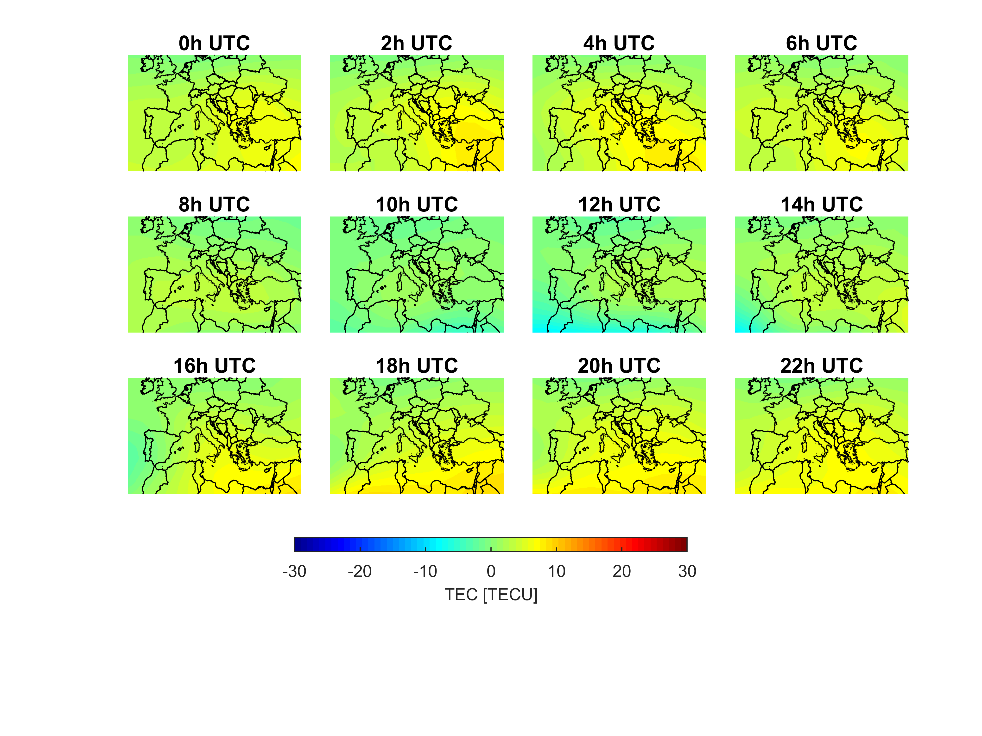 0h UTC 2h UTC 4h UTC 6h UTC
8h UTC 10h UTC 12h UTC 14h UTC
16h UTC 18h UTC 20h UTC 22h UTC
-30 -20 -10 0 10 20 30
TEC [TECU]